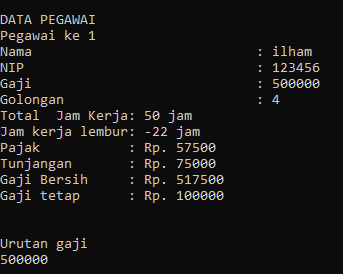 DATA PEGAWAI
Pegawai ke 1
Nama : ilham
NIP : 123456
Gaji : 500000
Golongan : 4
Total  Jam Kerja: 50 jam
Jam kerja lembur: -22 jam
Pajak : Rp. 57500
Tunjangan : Rp. 75000
Gaji Bersih : Rp. 517500
Gaji tetap : Rp. 100000
Urutan gaji
500000